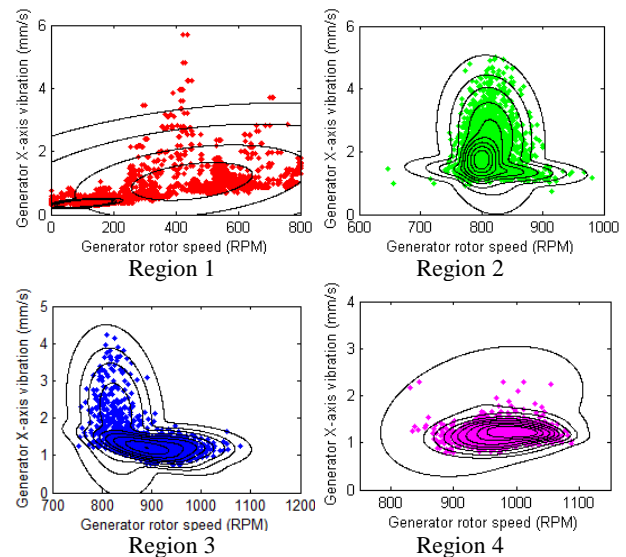 Generator X-axis vibration (mm/s)
6
4
2
0
0 200 400 600 800
Generator rotor speed (RPM)
Region 1
Generator X-axis vibration (mm/s)
6
4
2
0
600 700 800 900 1000
Generator rotor speed (RPM)
Region 2
Generator X-axis vibration (mm/s)
5
4
3
2
1
0
700 800 900 1000 1100 1200
Generator rotor speed (RPM)
Region 3
Generator X-axis vibration (mm/s)
4
3
2
1
0
800 900 1000 1100
Generator rotor speed (RPM)
Region 4